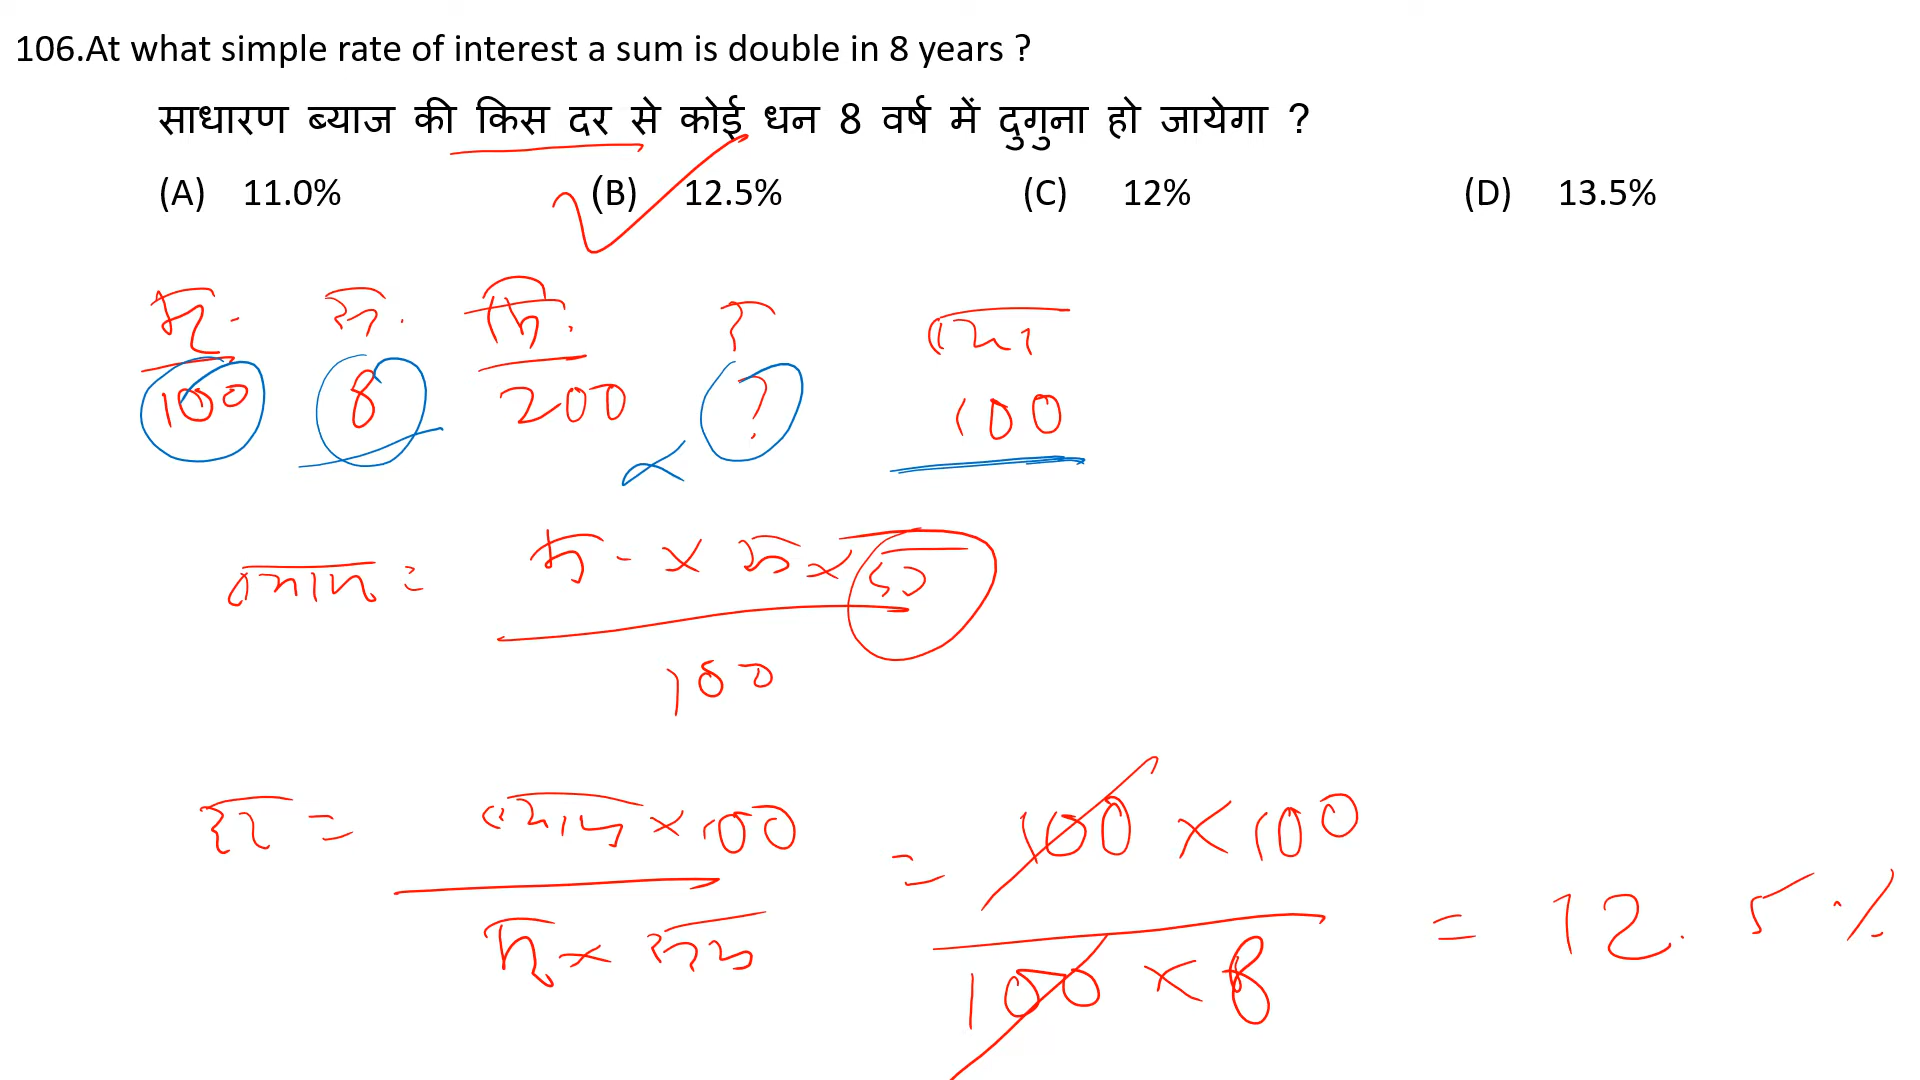 106.At what simple rate of interest a sum is double in 8 years ?
साधारण ब्याज की किस दर से कोई धन 8 वर्ष में दुगुना हो जायेगा ?
(A) 11.0% (B) 12.5% (C) 12% (D) 13.5%
मू. स. मि. ?
100 8 200 ? 100
ब्याज = × ×
100
दर = ब्याज × 100 = 100 × 100
मू × समय 100 × 8 = 12.5%